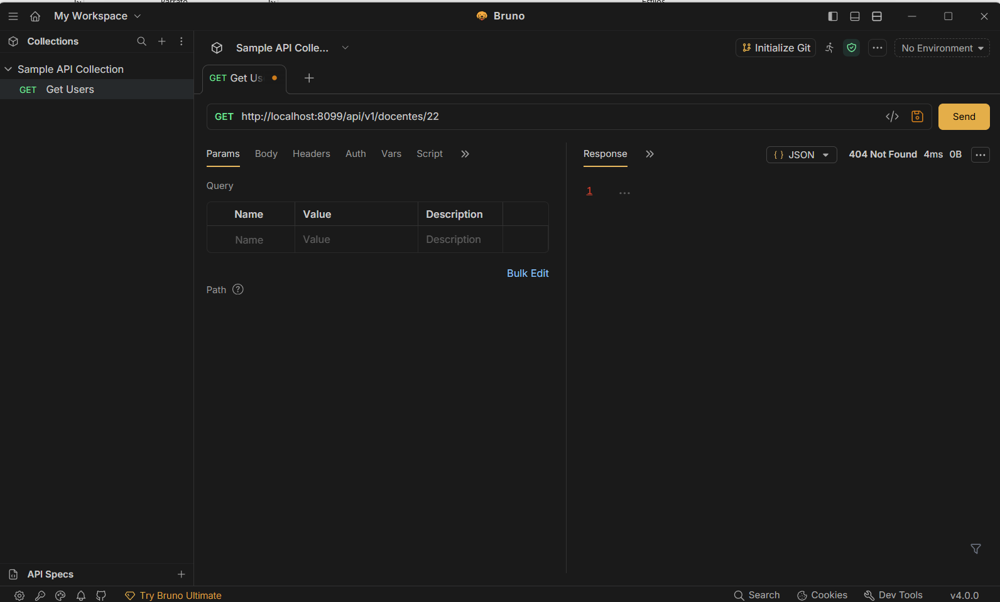 Párrafo
Estilos
My Workspace
Bruno
Collections
Sample API Colle...
Initialize Git
No Environment
Sample API Collection
GET Get Users
GET Get Us
GET http://localhost:8099/api/v1/docentes/22
</>
Send
Params Body Headers Auth Vars Script
Response
{ } JSON
404 Not Found 4ms 0B
Query
1 ...
Name Value Description
Name Value Description
Bulk Edit
Path ?
API Specs
Try Bruno Ultimate
Search
Cookies
Dev Tools
v4.0.0